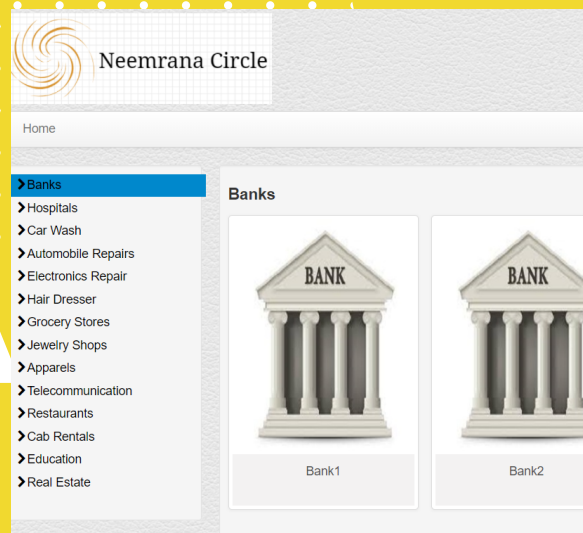 Neemrana Circle
Home
Banks
Hospitals
Car Wash
Automobile Repairs
Electronics Repair
Hair Dresser
Grocery Stores
Jewelry Shops
Apparels
Telecommunication
Restaurants
Cab Rentals
Education
Real Estate
Banks
BANK
BANK
Bank1
Bank2